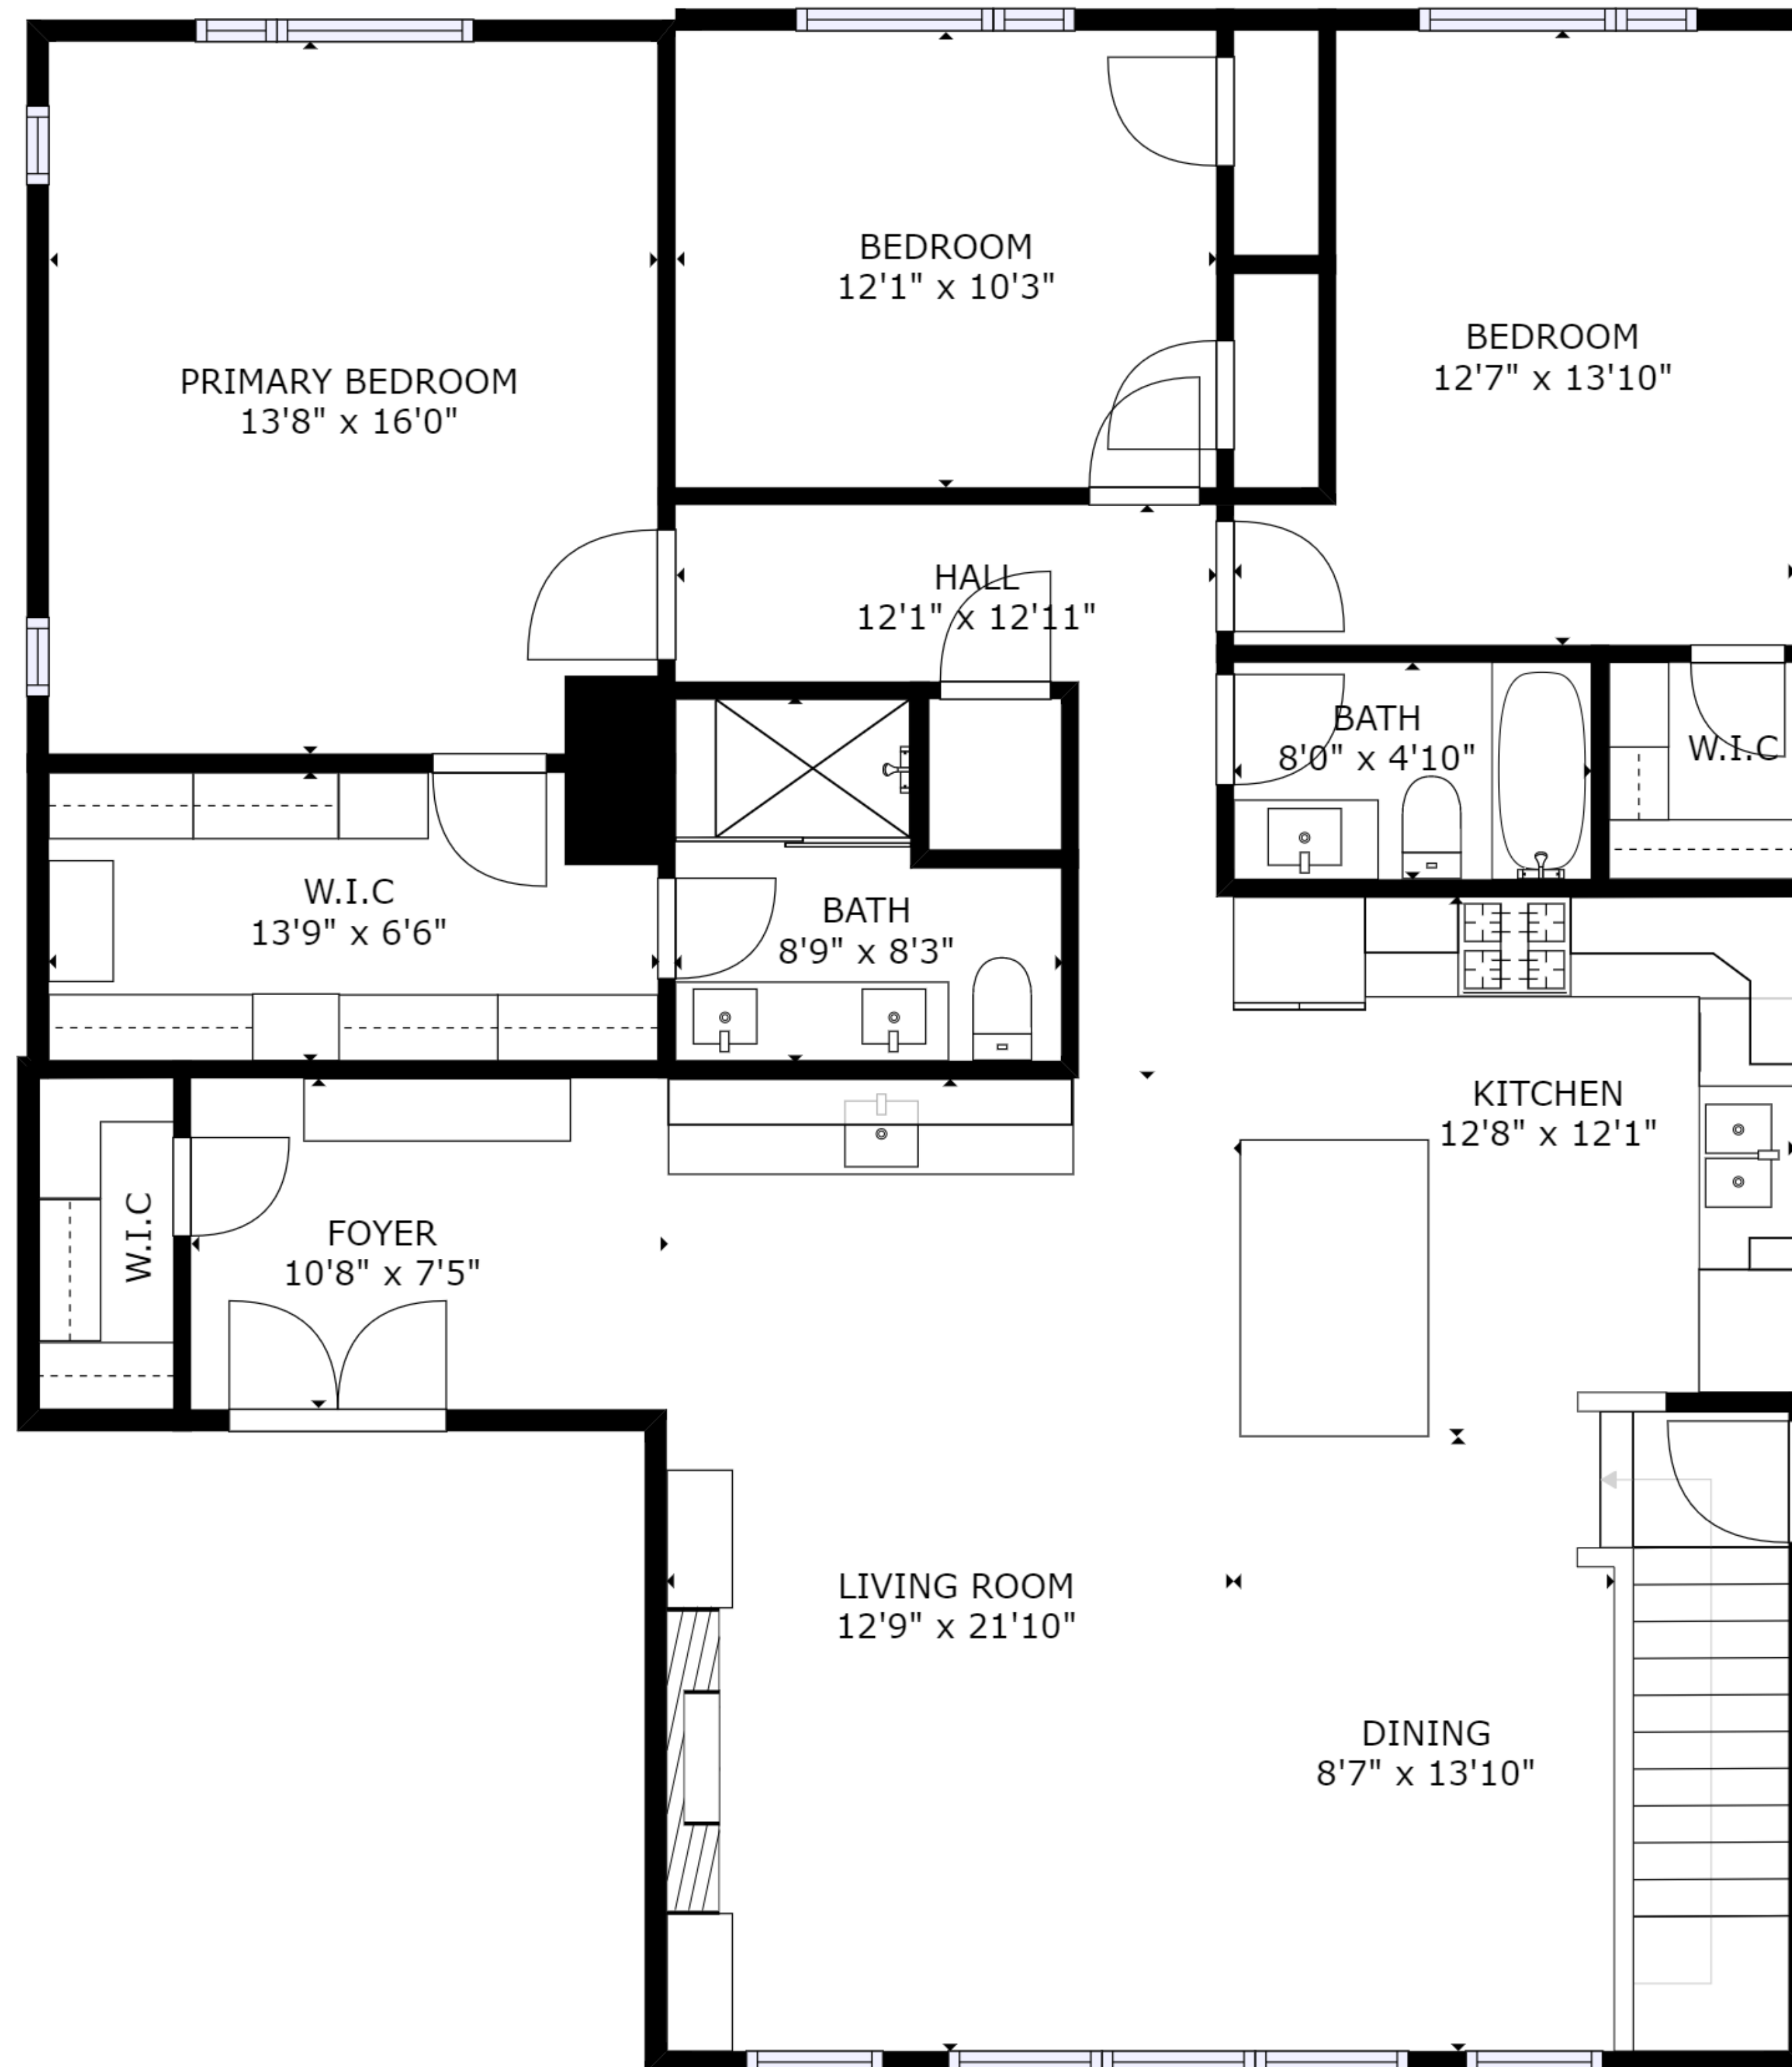 BEDROOM
12'1" x 10'3"
BEDROOM
12'7" x 13'10"
PRIMARY BEDROOM
13'8" x 16'0"
HALL
12'1" x 12'11"
BATH
8'0" x 4'10"
W.I.C
W.I.C
13'9" x 6'6"
BATH
8'9" x 8'3"
KITCHEN
12'8" x 12'1"
W.I.C
FOYER
10'8" x 7'5"
LIVING ROOM
12'9" x 21'10"
DINING
8'7" x 13'10"